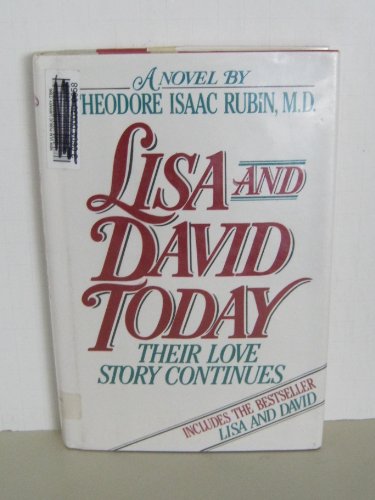 A NOVEL BY
THEODORE ISAAC RUBIN, M.D.
LISA AND
DAVID
TODAY
THEIR LOVE
STORY CONTINUES
INCLUDES THE BESTSELLER
LISA AND DAVID